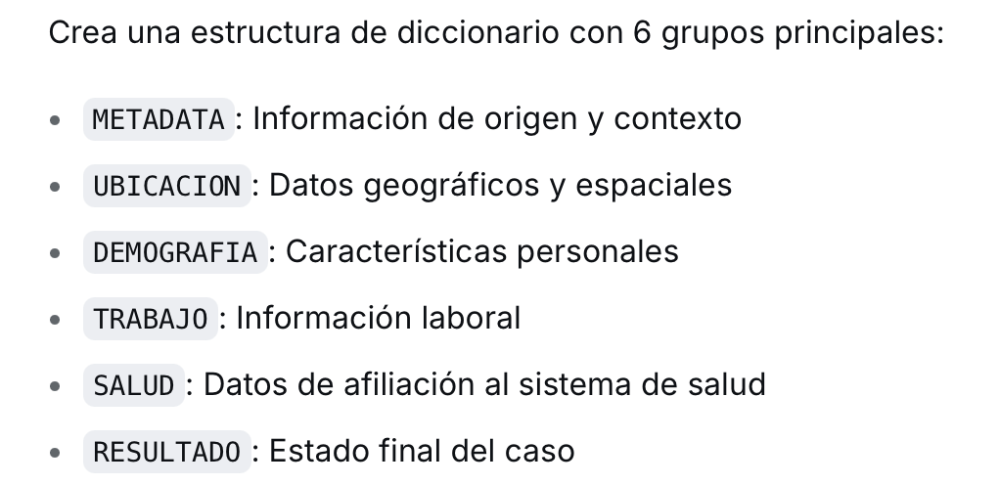 Crea una estructura de diccionario con 6 grupos principales:
• METADATA: Información de origen y contexto
• UBICACION: Datos geográficos y espaciales
• DEMOGRAFIA: Características personales
• TRABAJO: Información laboral
• SALUD: Datos de afiliación al sistema de salud
• RESULTADO: Estado final del caso